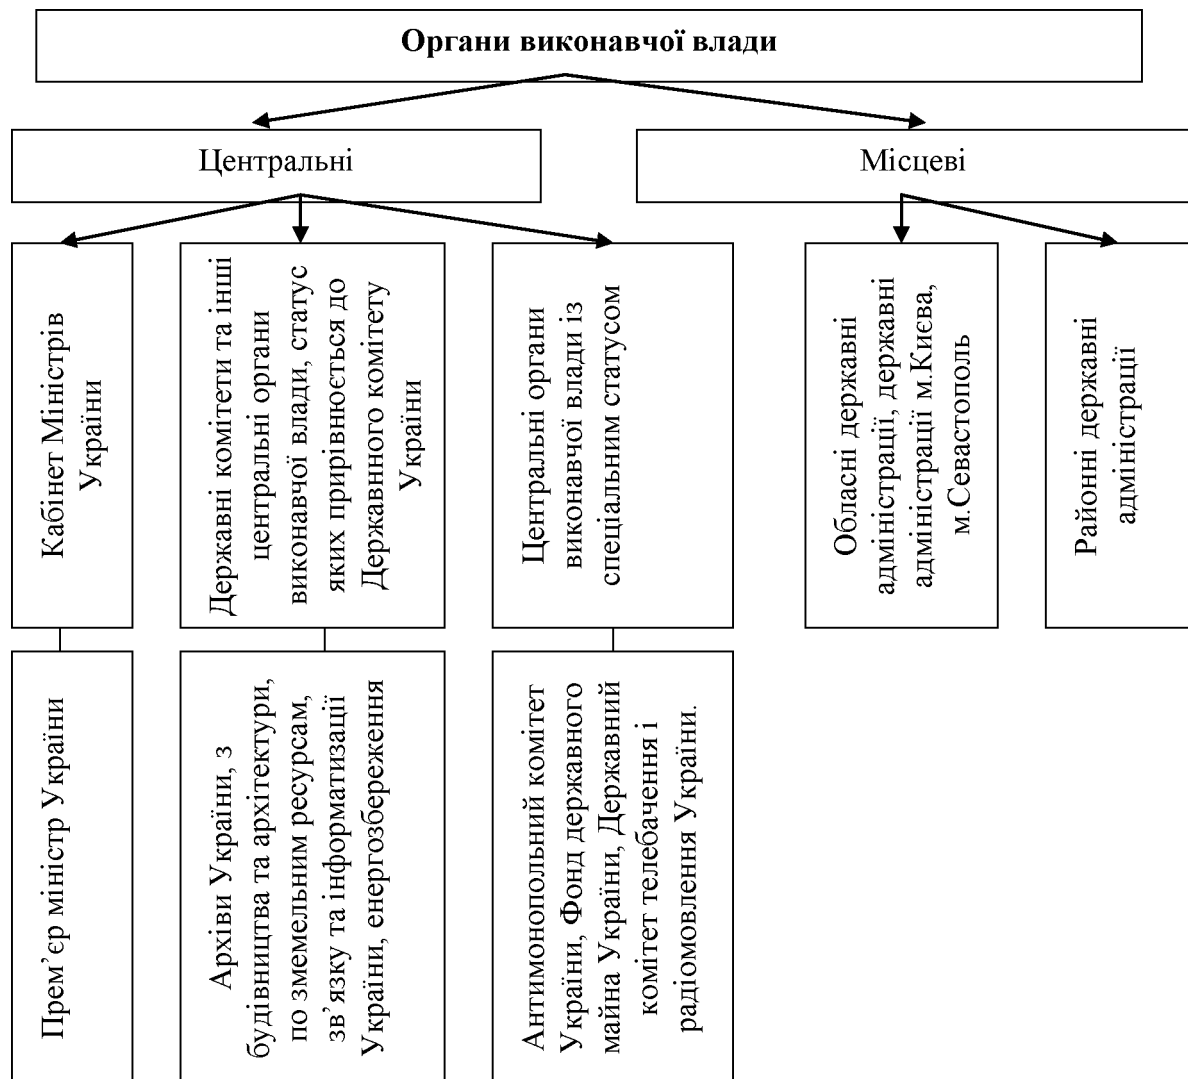 Органи виконавчої влади
Центральні
Місцеві
Кабінет Міністрів
України
Державні комітети та інші
центральні органи
виконавчої влади, статус
яких прирівнюється до
Державного комітету
України
Центральні органи
виконавчої влади із
спеціальним статусом
Обласні державні
адміністрації, державні
адміністрації м.Києва,
м.Севастополь
Районні державні
адміністрації
Прем’єр міністр України
Архіви України, з
будівництва та архітектури,
по змемельним ресурсам,
зв’язку та інформатизації
України, енергозбереження
Антимонопольний комітет
України, Фонд державного
майна України, Державний
комітет телебачення і
радіомовлення України.